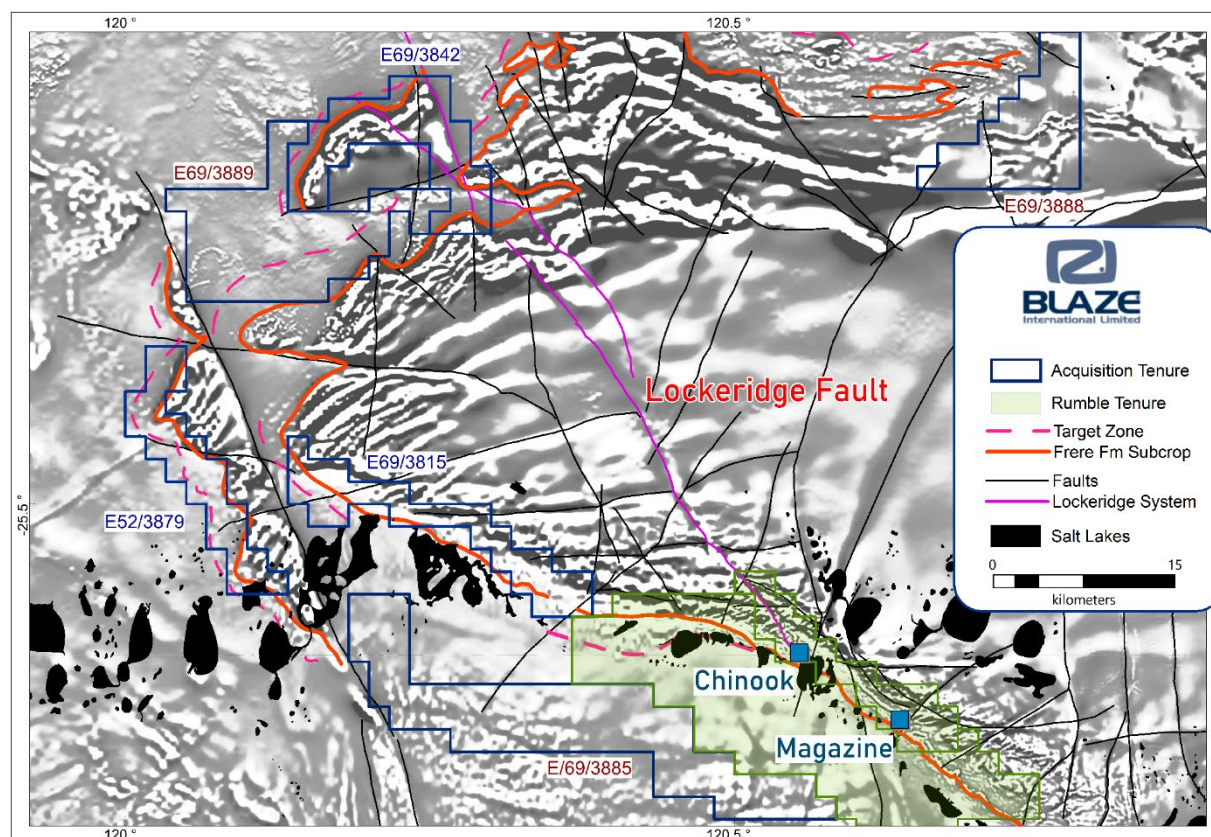 120 °
120.5 °
E69/3842
E69/3889
E69/3888
BLAZE
International Limited
Acquisition Tenure
Rumble Tenure
Target Zone
Frere Fm Subcrop
Faults
Lockeridge System
Salt Lakes
0
15
kilometers
Lockeridge Fault
E69/3815
-25.5
E52/3879
Chinook
Magazine
E/69/3885
120 °
120.5 °